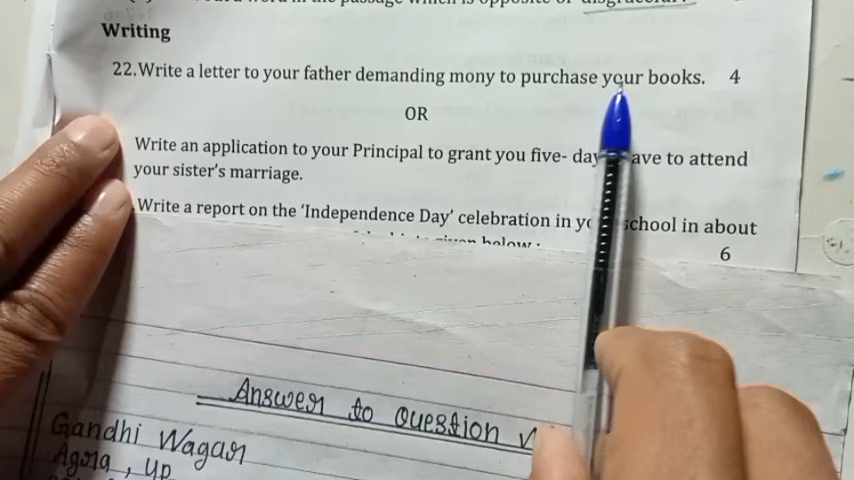 Writing
22.Write a letter to your father demanding mony to purchase your books. 4
OR
Write an application to your Principal to grant you five- day to attend
your sister's marriage.
Write a report on the 'Independence Day' celebration in school in about
given below :
6
Answer to Question
Gandhi Nagar
Agra, UP